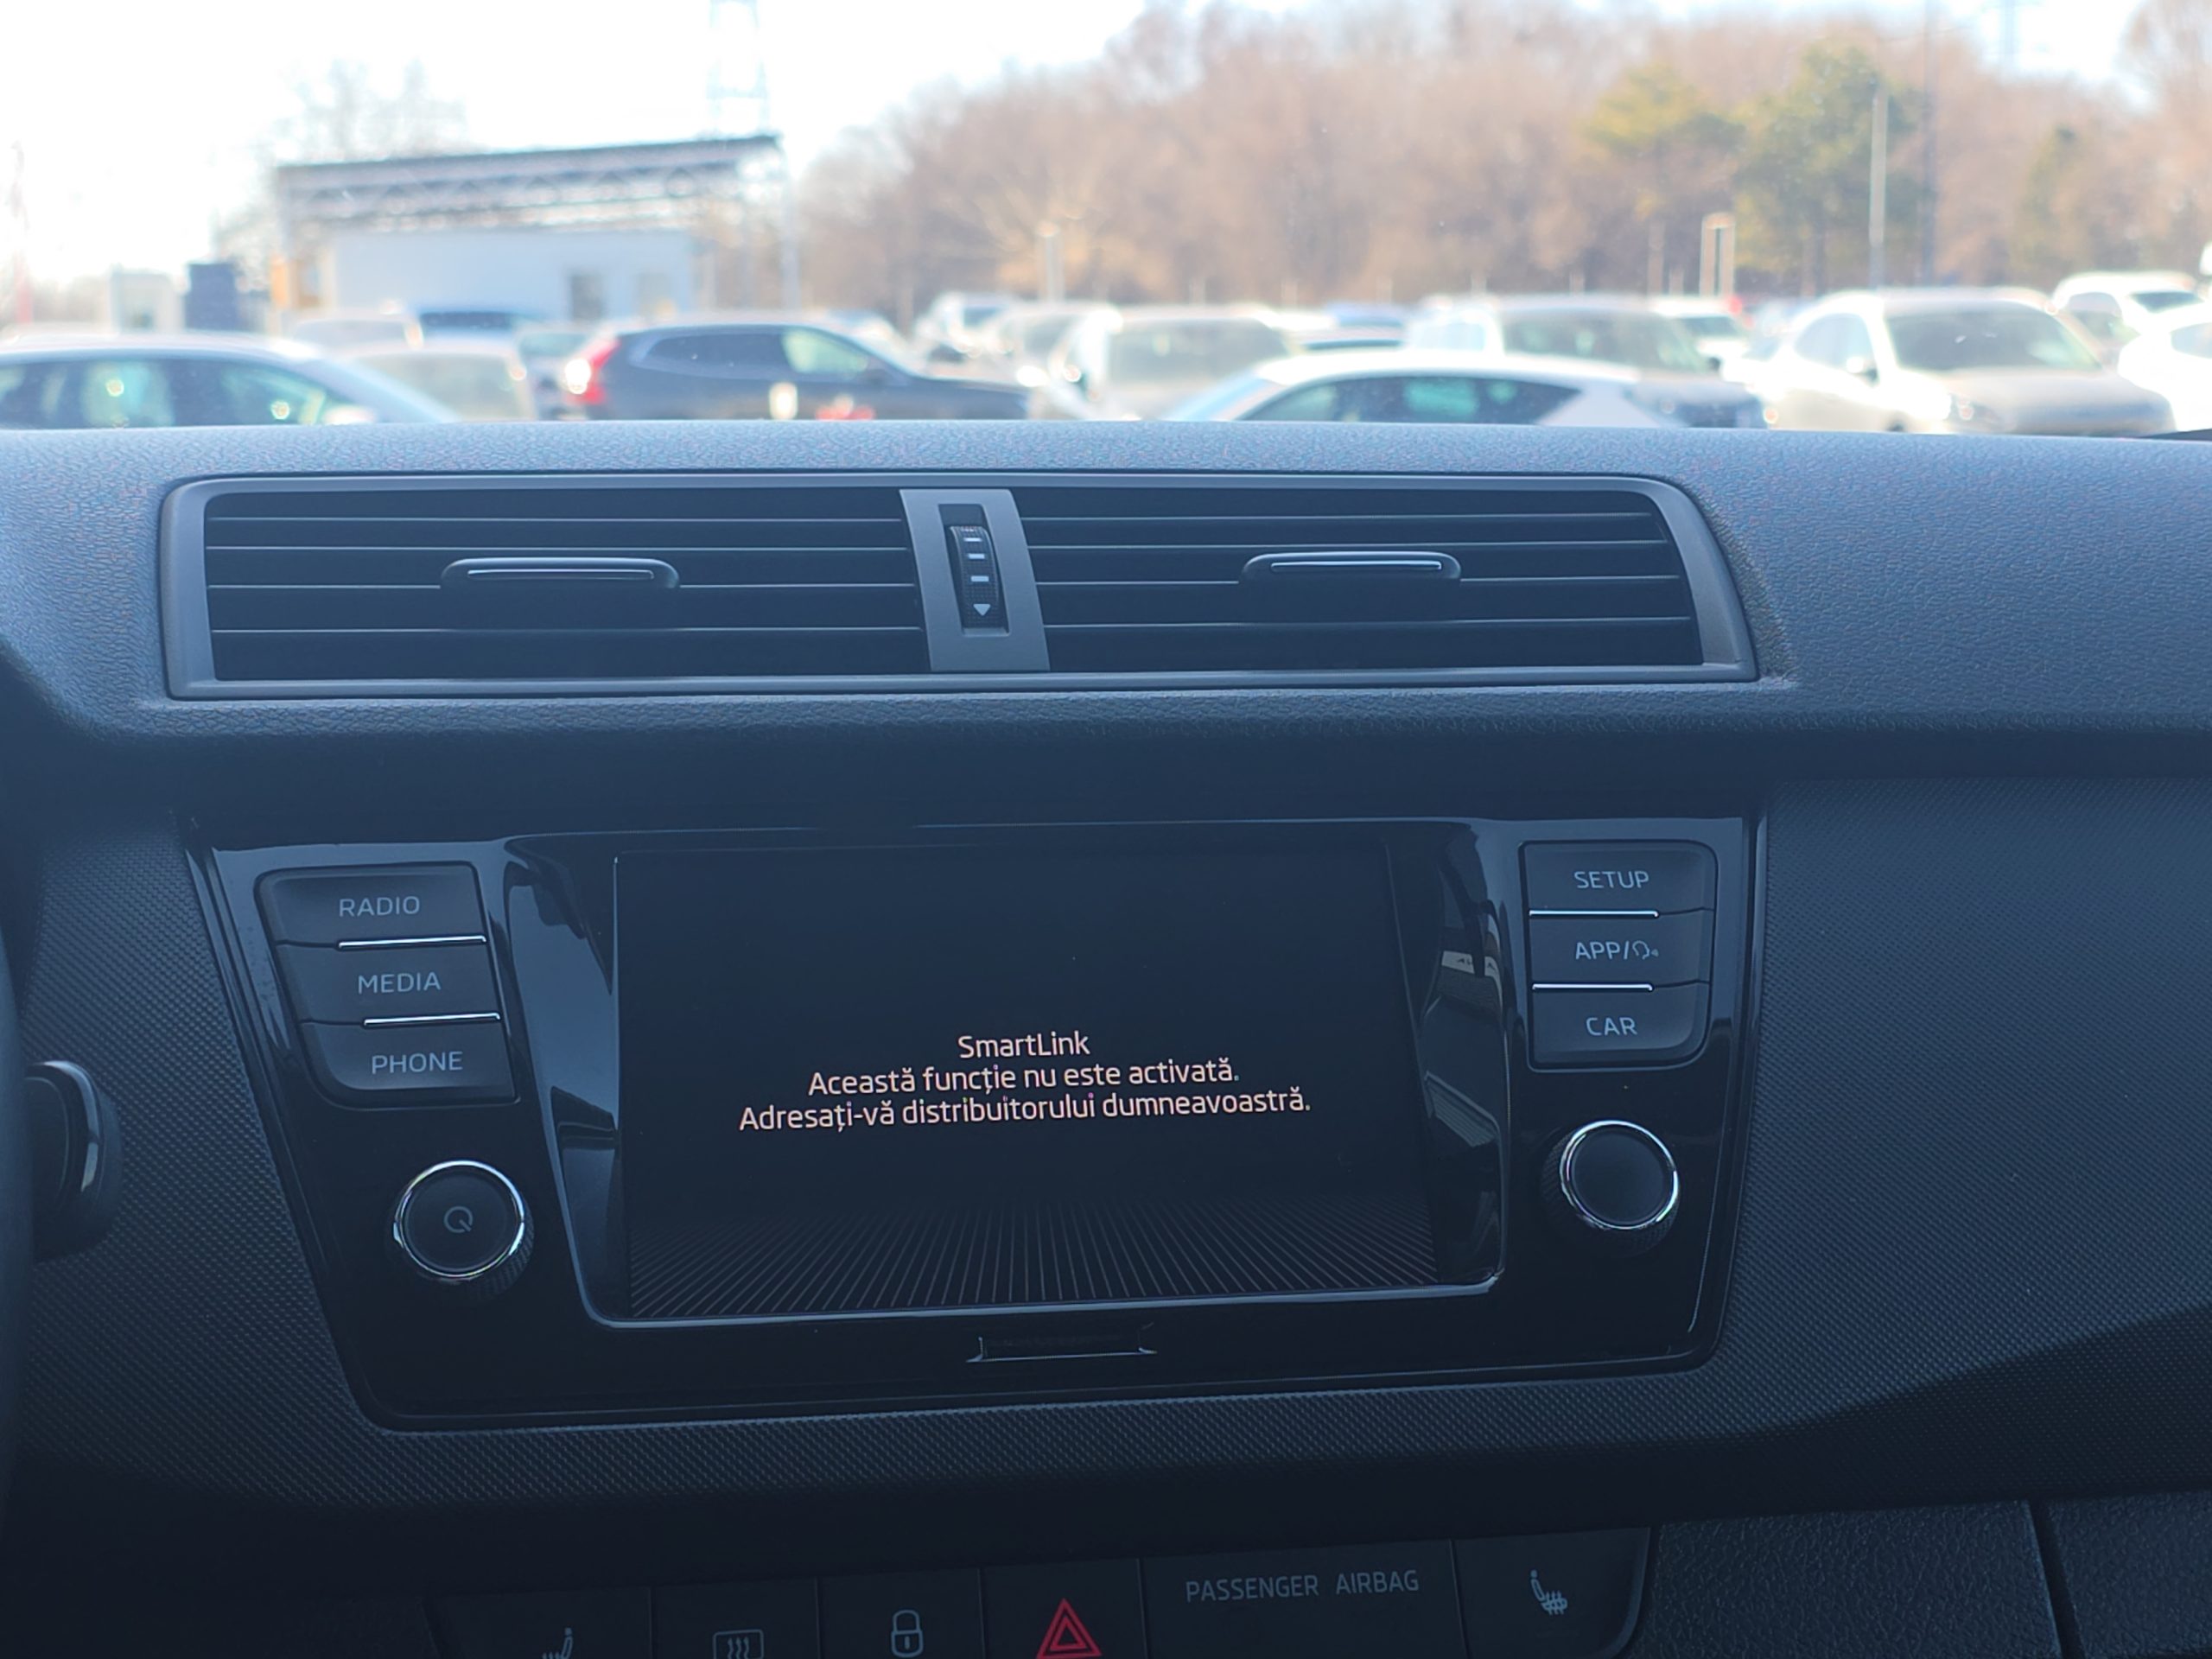 RADIO
MEDIA
PHONE
SmartLink
Această funcție nu este activată.
Adresați-vă distribuitorului dumneavoastră.
SETUP
APP/
CAR
PASSENGER AIRBAG